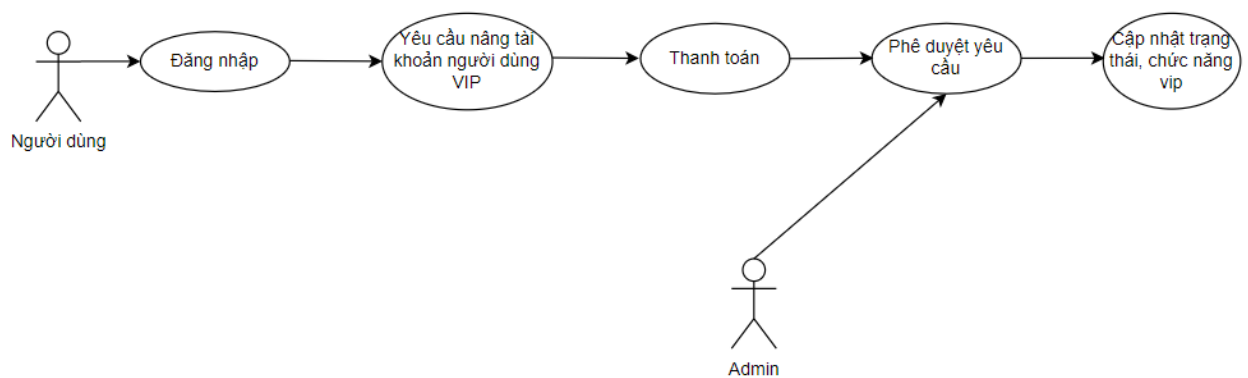 Người dùng
Đăng nhập
Yêu cầu nâng tài
khoản người dùng
VIP
Thanh toán
Phê duyệt yêu
cầu
Cập nhật trạng
thái, chức năng
vip
Admin